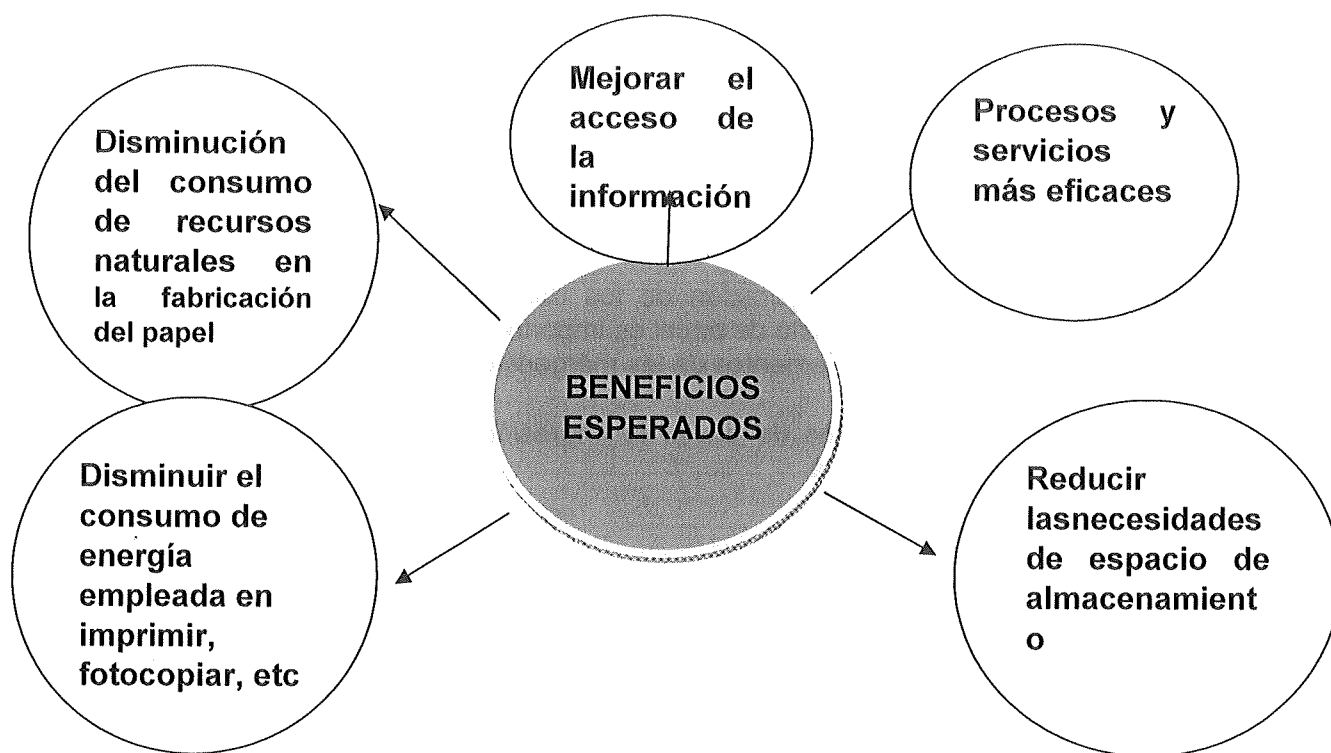 Mejorar el
acceso de
la
información
Procesos y
servicios
más eficaces
Disminución
del consumo
de recursos
naturales en
la fabricación
del papel
BENEFICIOS
ESPERADOS
Disminuir el
consumo de
energía
empleada en
imprimir,
fotocopiar, etc
Reducir
lasnecesidades
de espacio de
almacenamient
o